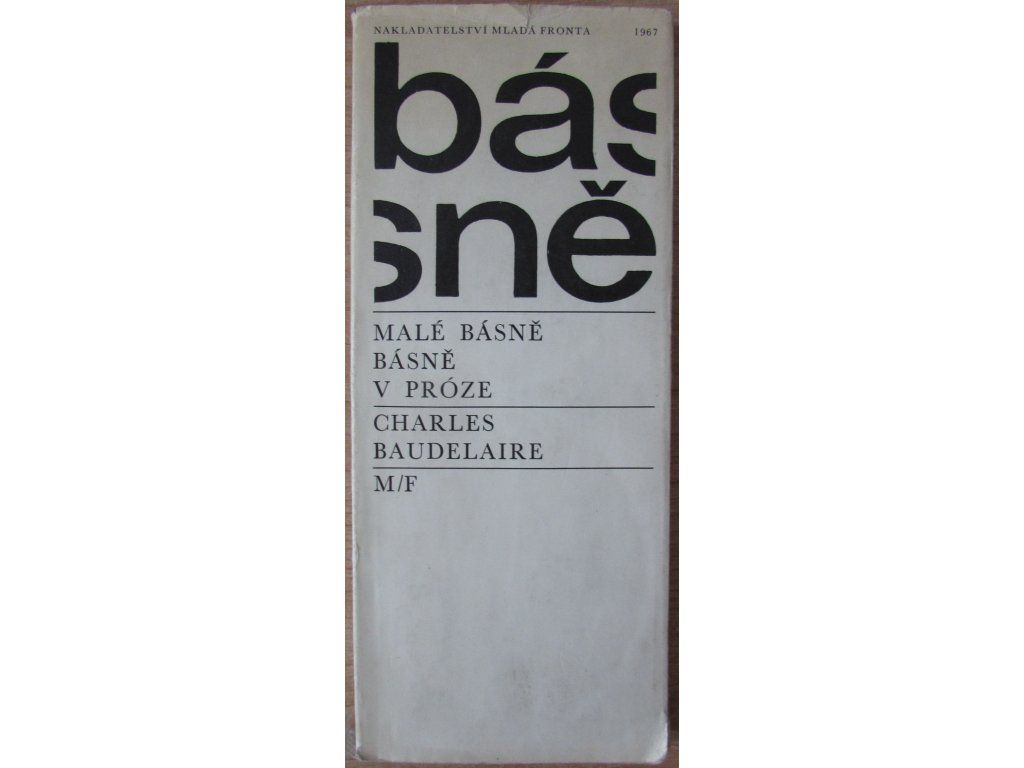 NAKLADATELSTVÍ MLADÁ FRONTA 1967
bás
sně
MALÉ BÁSNĚ
BÁSNĚ
V PRÓZE
CHARLES
BAUDELAIRE
M/F